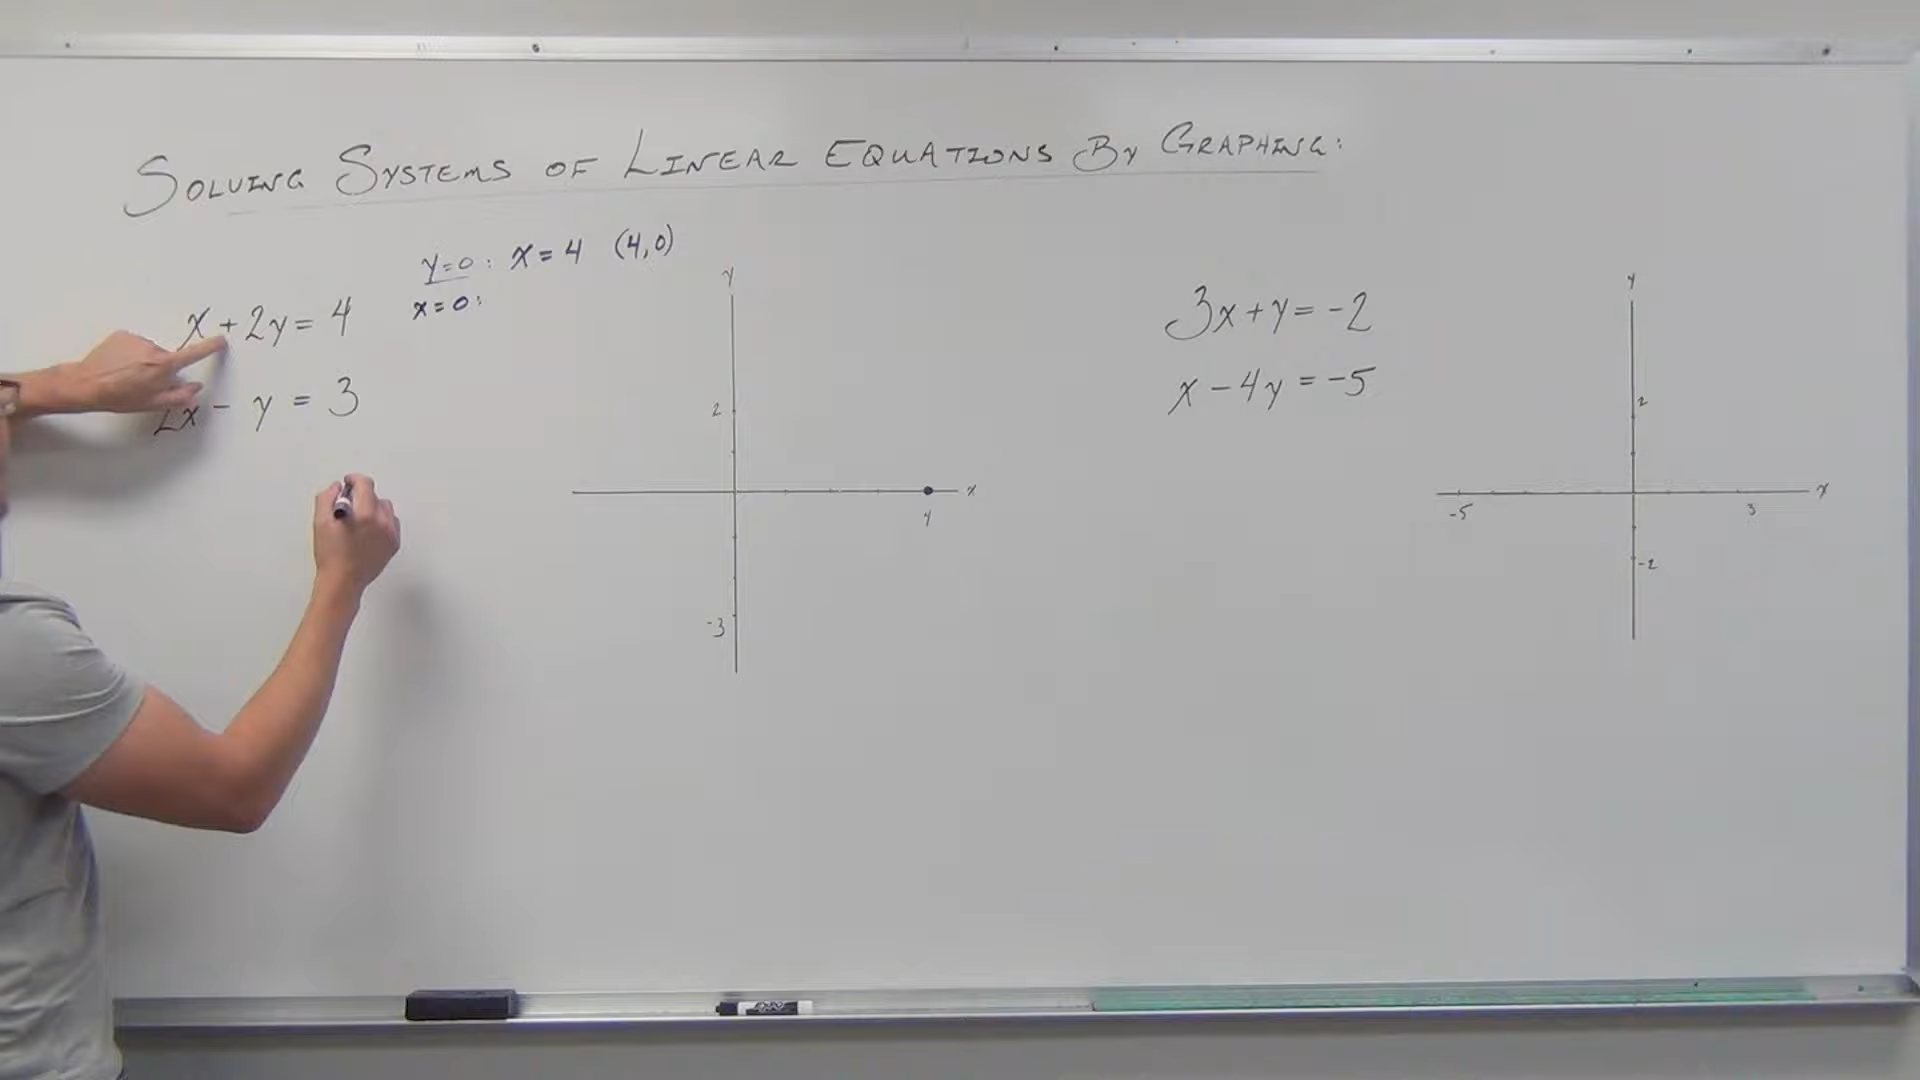 SOLVING SYSTEMS OF LINEAR EQUATIONS BY GRAPHING:
y=0: x=4 (4,0)
x=0:
x+2y=4
2x-y=3
y
2
x
4
-3
3x+y=-2
x-4y=-5
y
2
x
-5
3
-2
EXPO